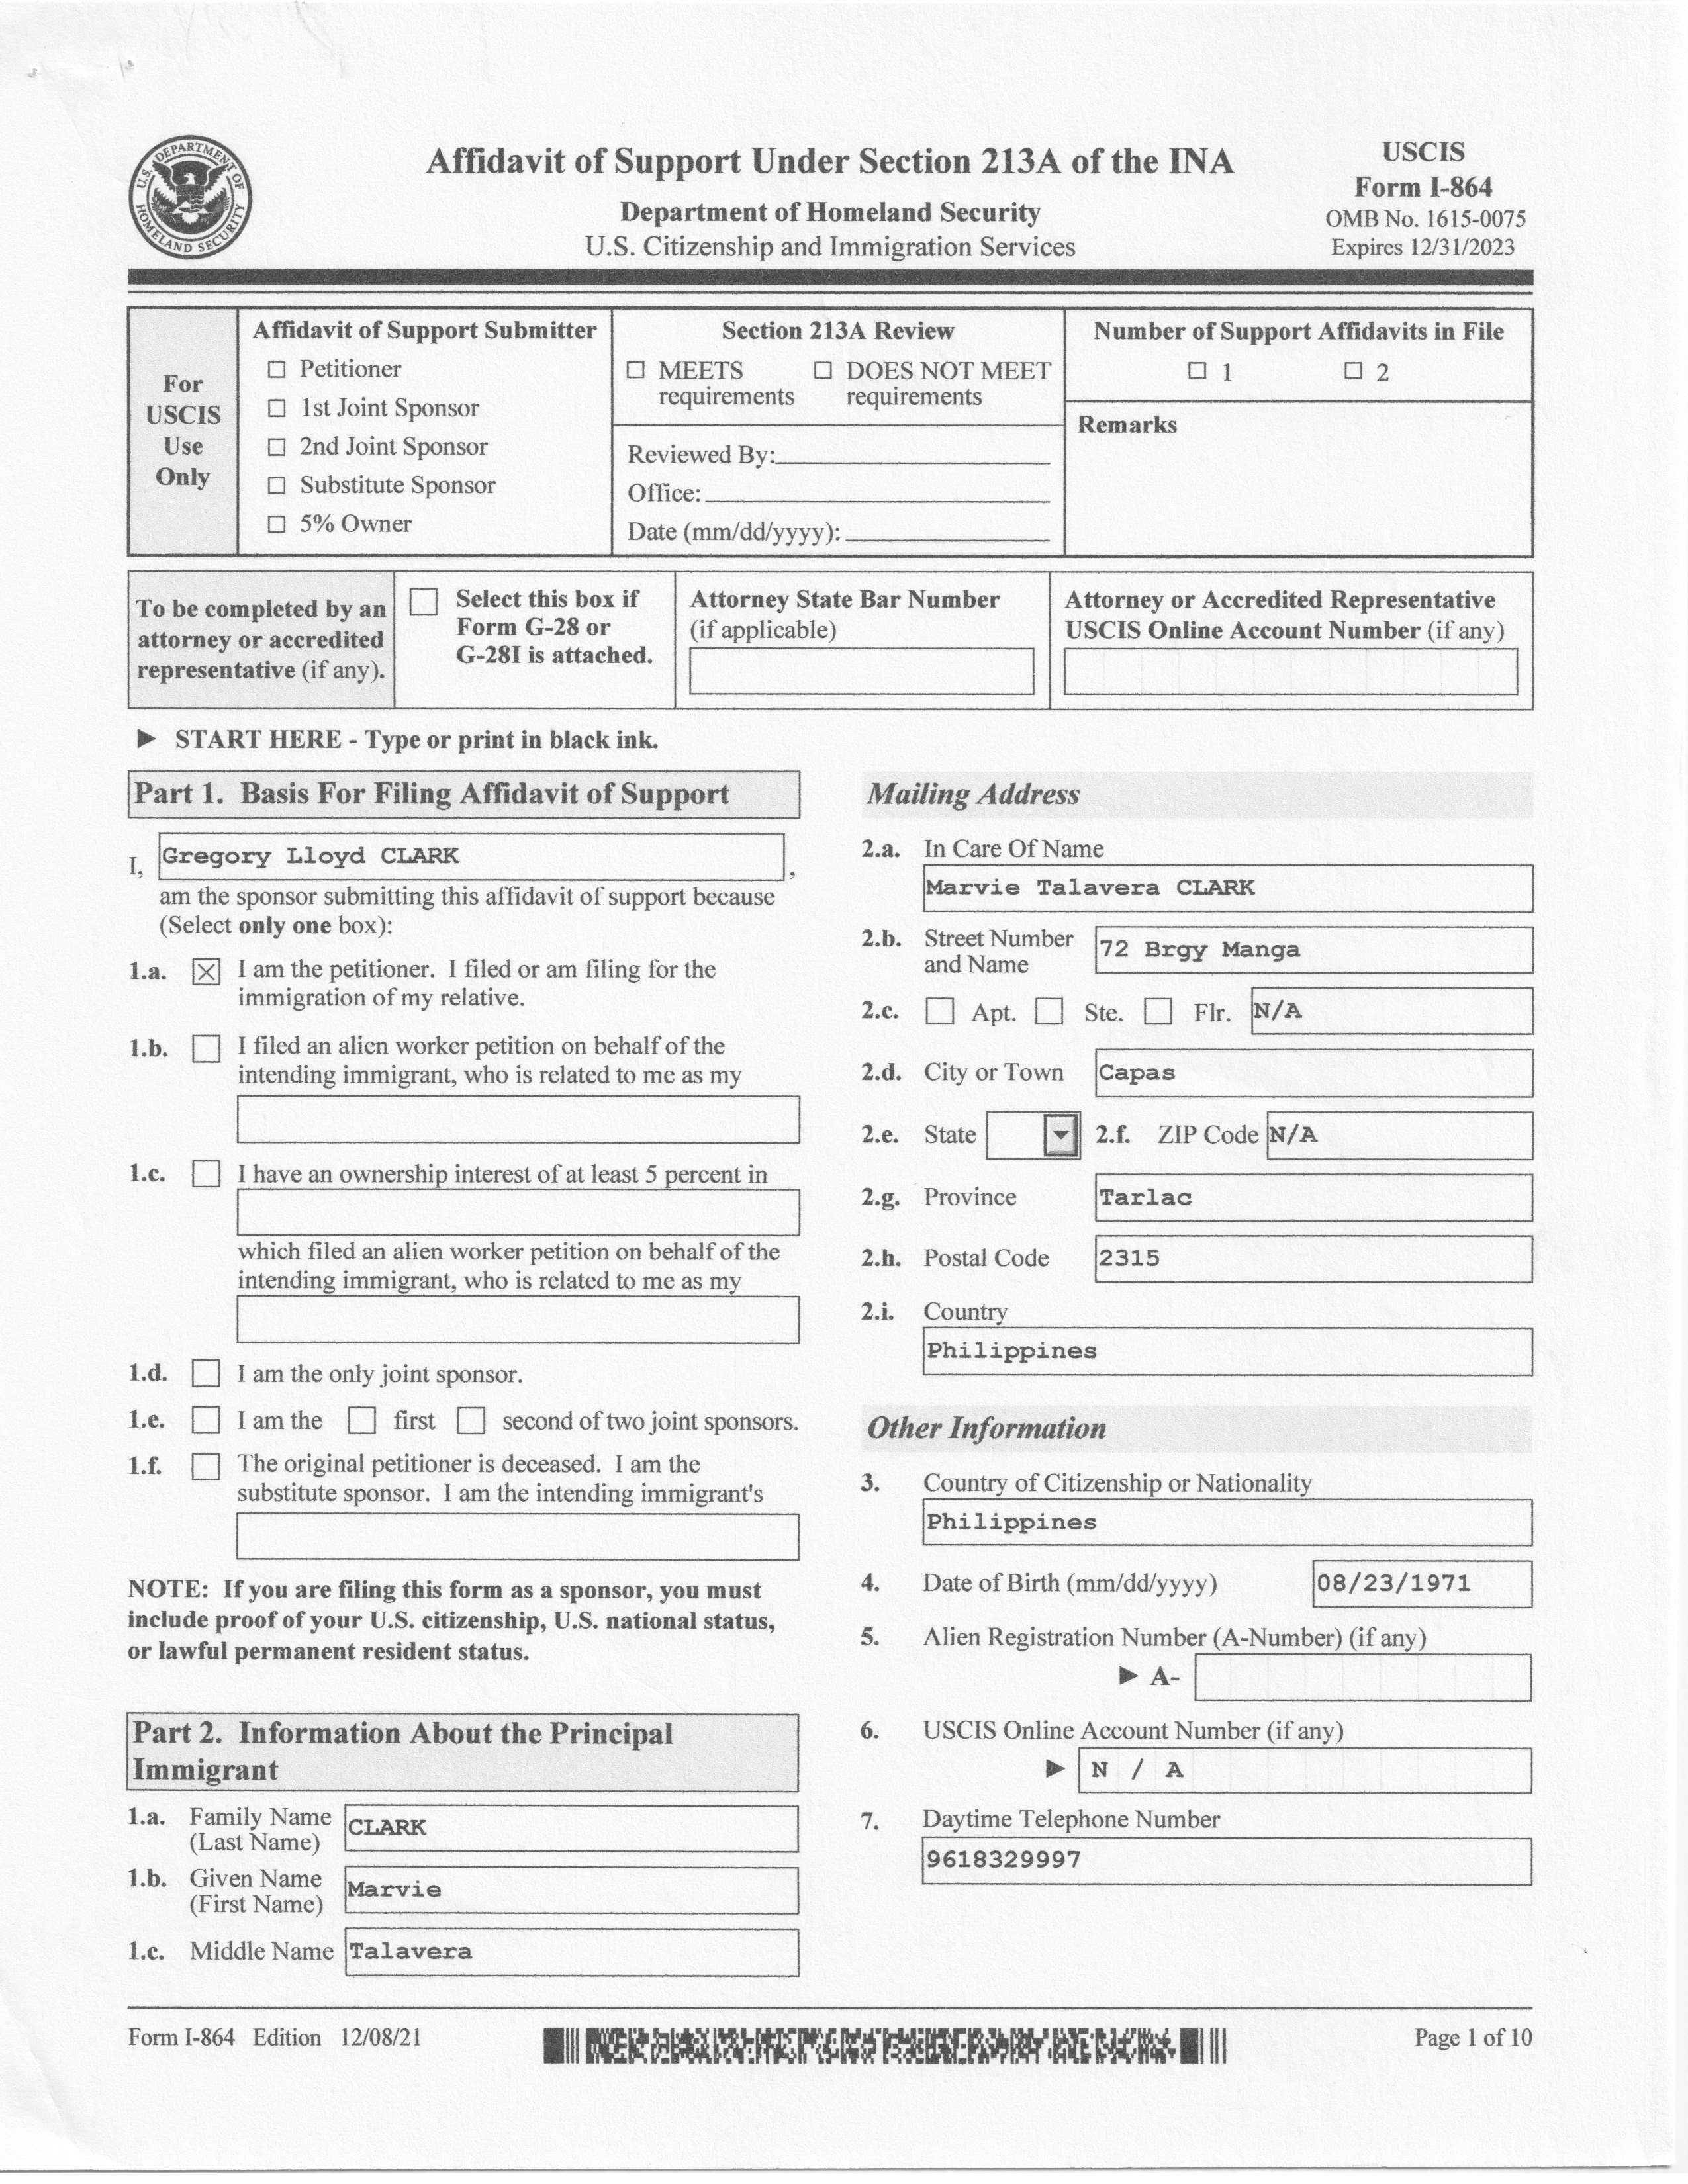 U.S. DEPARTMENT OF HOMELAND SECURITY
Affidavit of Support Under Section 213A of the INA
Department of Homeland Security
U.S. Citizenship and Immigration Services
USCIS
Form I-864
OMB No. 1615-0075
Expires 12/31/2023
For
USCIS
Use
Only
Affidavit of Support Submitter
☐ Petitioner
☐ 1st Joint Sponsor
☐ 2nd Joint Sponsor
☐ Substitute Sponsor
☐ 5% Owner
Section 213A Review
☐ MEETS requirements ☐ DOES NOT MEET requirements
Reviewed By:
Office:
Date (mm/dd/yyyy):
Number of Support Affidavits in File
☐ 1 ☐ 2
Remarks
To be completed by an
attorney or accredited
representative (if any).
☐ Select this box if
Form G-28 or
G-28I is attached.
Attorney State Bar Number
(if applicable)
Attorney or Accredited Representative
USCIS Online Account Number (if any)
► START HERE - Type or print in black ink.
Part 1. Basis For Filing Affidavit of Support
I, Gregory Lloyd CLARK ,
am the sponsor submitting this affidavit of support because
(Select only one box):
1.a. ☒ I am the petitioner. I filed or am filing for the
immigration of my relative.
1.b. ☐ I filed an alien worker petition on behalf of the
intending immigrant, who is related to me as my
1.c. ☐ I have an ownership interest of at least 5 percent in
which filed an alien worker petition on behalf of the
intending immigrant, who is related to me as my
1.d. ☐ I am the only joint sponsor.
1.e. ☐ I am the ☐ first ☐ second of two joint sponsors.
1.f. ☐ The original petitioner is deceased. I am the
substitute sponsor. I am the intending immigrant's
NOTE: If you are filing this form as a sponsor, you must
include proof of your U.S. citizenship, U.S. national status,
or lawful permanent resident status.
Part 2. Information About the Principal
Immigrant
1.a. Family Name
(Last Name) CLARK
1.b. Given Name
(First Name) Marvie
1.c. Middle Name Talavera
Mailing Address
2.a. In Care Of Name
Marvie Talavera CLARK
2.b. Street Number
and Name 72 Brgy Manga
2.c. ☐ Apt. ☐ Ste. ☐ Flr. N/A
2.d. City or Town Capas
2.e. State 2.f. ZIP Code N/A
2.g. Province Tarlac
2.h. Postal Code 2315
2.i. Country
Philippines
Other Information
3. Country of Citizenship or Nationality
Philippines
4. Date of Birth (mm/dd/yyyy) 08/23/1971
5. Alien Registration Number (A-Number) (if any)
► A-
6. USCIS Online Account Number (if any)
► N / A
7. Daytime Telephone Number
9618329997
Form I-864 Edition 12/08/21
Page 1 of 10